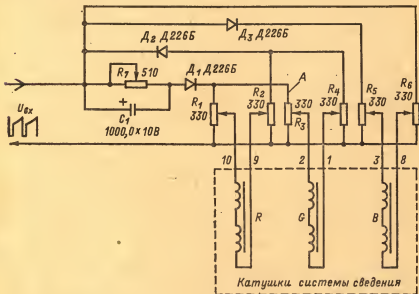 Д3 Д226Б
Д2 Д226Б
R7 510
Д1 Д226Б
A
R6
330
R1
330
R2
330
R3
R4
330
R5
330
Uвх
+
C1
1000,0×10В
10 9 2 1 3 8
R G B
Катушки системы сведения